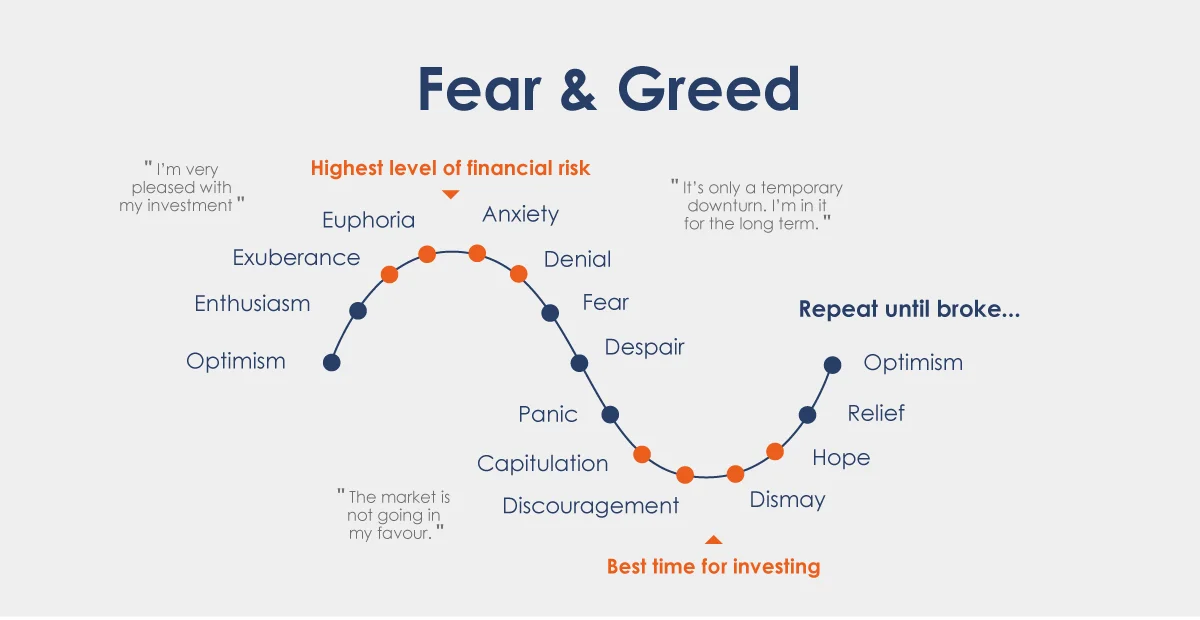 Fear & Greed
" I'm very
pleased with
my investment "
Highest level of financial risk
" It's only a temporary
downturn. I'm in it
for the long term. "
Euphoria
Anxiety
Exuberance
Denial
Enthusiasm
Fear
Repeat until broke...
Optimism
Despair
Optimism
Panic
Relief
Capitulation
Hope
Discouragement
Dismay
" The market is
not going in
my favour. "
Best time for investing